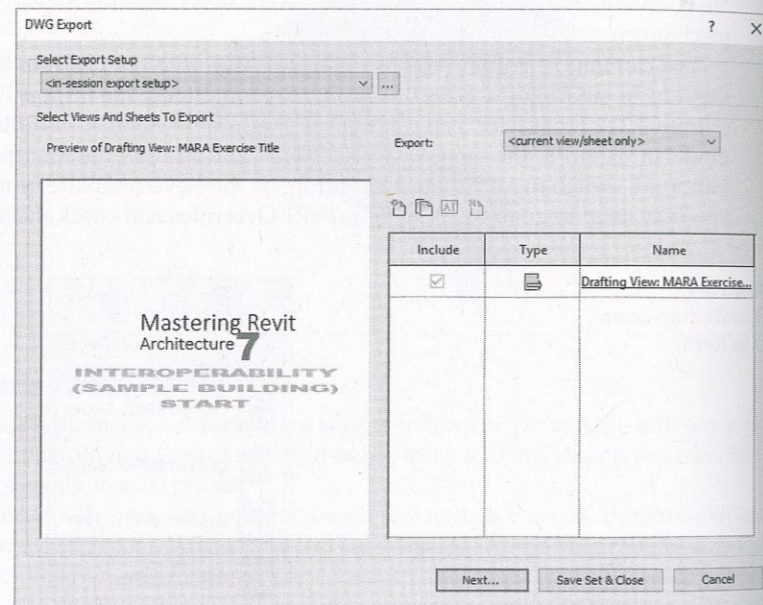 DWG Export
? ×
Select Export Setup
<in-session export setup>
...
Select Views And Sheets To Export
Preview of Drafting View: MARA Exercise Title
Export:
<current view/sheet only>
Include Type Name
Drafting View: MARA Exercise...
Mastering Revit
Architecture 7
INTEROPERABILITY
(SAMPLE BUILDING)
START
Next... Save Set & Close Cancel